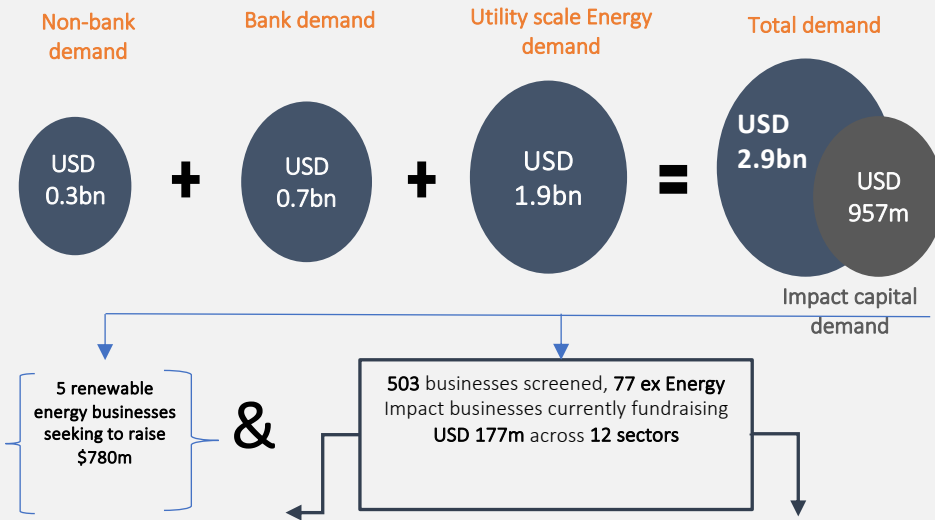 Non-bank
demand
Bank demand
Utility scale Energy
demand
Total demand
USD
0.3bn
+
USD
0.7bn
+
USD
1.9bn
=
USD
2.9bn
USD
957m
Impact capital
demand
5 renewable
energy businesses
seeking to raise
$780m
&
503 businesses screened, 77 ex Energy
Impact businesses currently fundraising
USD 177m across 12 sectors